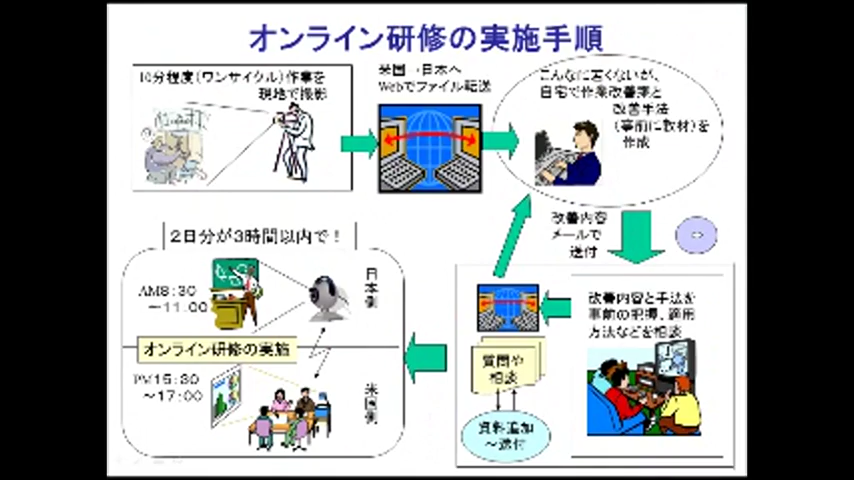 オンライン研修の実施手順
10分程度(ワンサイクル)作業を
現地で撮影
米国→日本へ
Webでファイル転送
こんなに若くないが、
自宅で作業改善案と
改善手法
(事前に取材)を
作成
改善内容
メールで
送付
改善内容と手法を
事前の把握、適用
方法などを相談
質問や
相談
資料追加
～送付
2日分が3時間以内で!
AM8:30
～11:00
日本側
オンライン研修の実施
PM15:30
～17:00
米国側